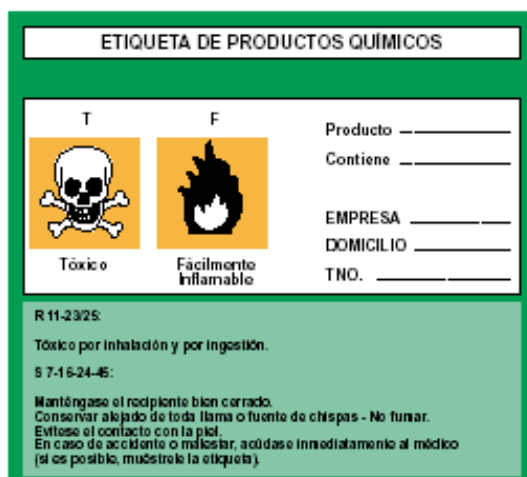 ETIQUETA DE PRODUCTOS QUÍMICOS
T
F
Tóxico
Fácilmente
Inflamable
Producto
Contiene
EMPRESA
DOMICILIO
TNO.
R 11-23/25:
Tóxico por inhalación y por ingestión.
S 7-16-24-45:
Manténgase el recipiente bien cerrado.
Conservar alejado de toda llama o fuente de chispas - No fumar.
Evítese el contacto con la piel.
En caso de accidente o malestar, acúdase inmediatamente al médico
(si es posible, muéstrele la etiqueta).